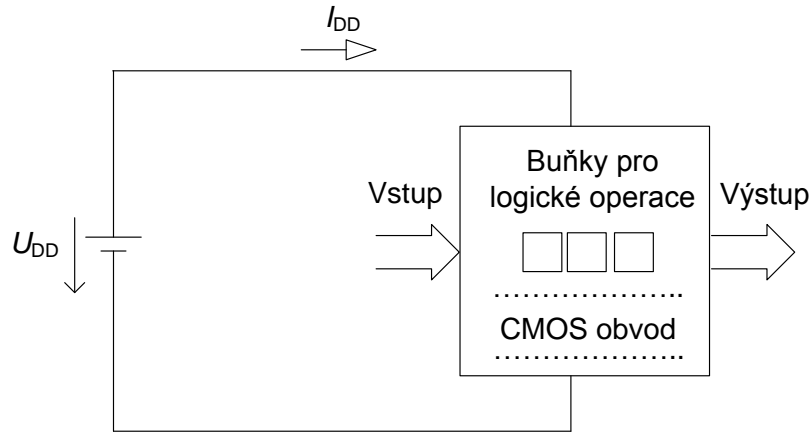 IDD
Buňky pro
logické operace
Vstup
Výstup
UDD
CMOS obvod